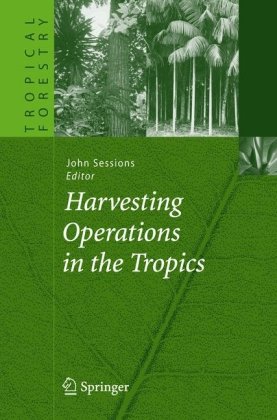 TROPICAL
FORESTRY
John Sessions
Editor
Harvesting
Operations
in the Tropics
Springer